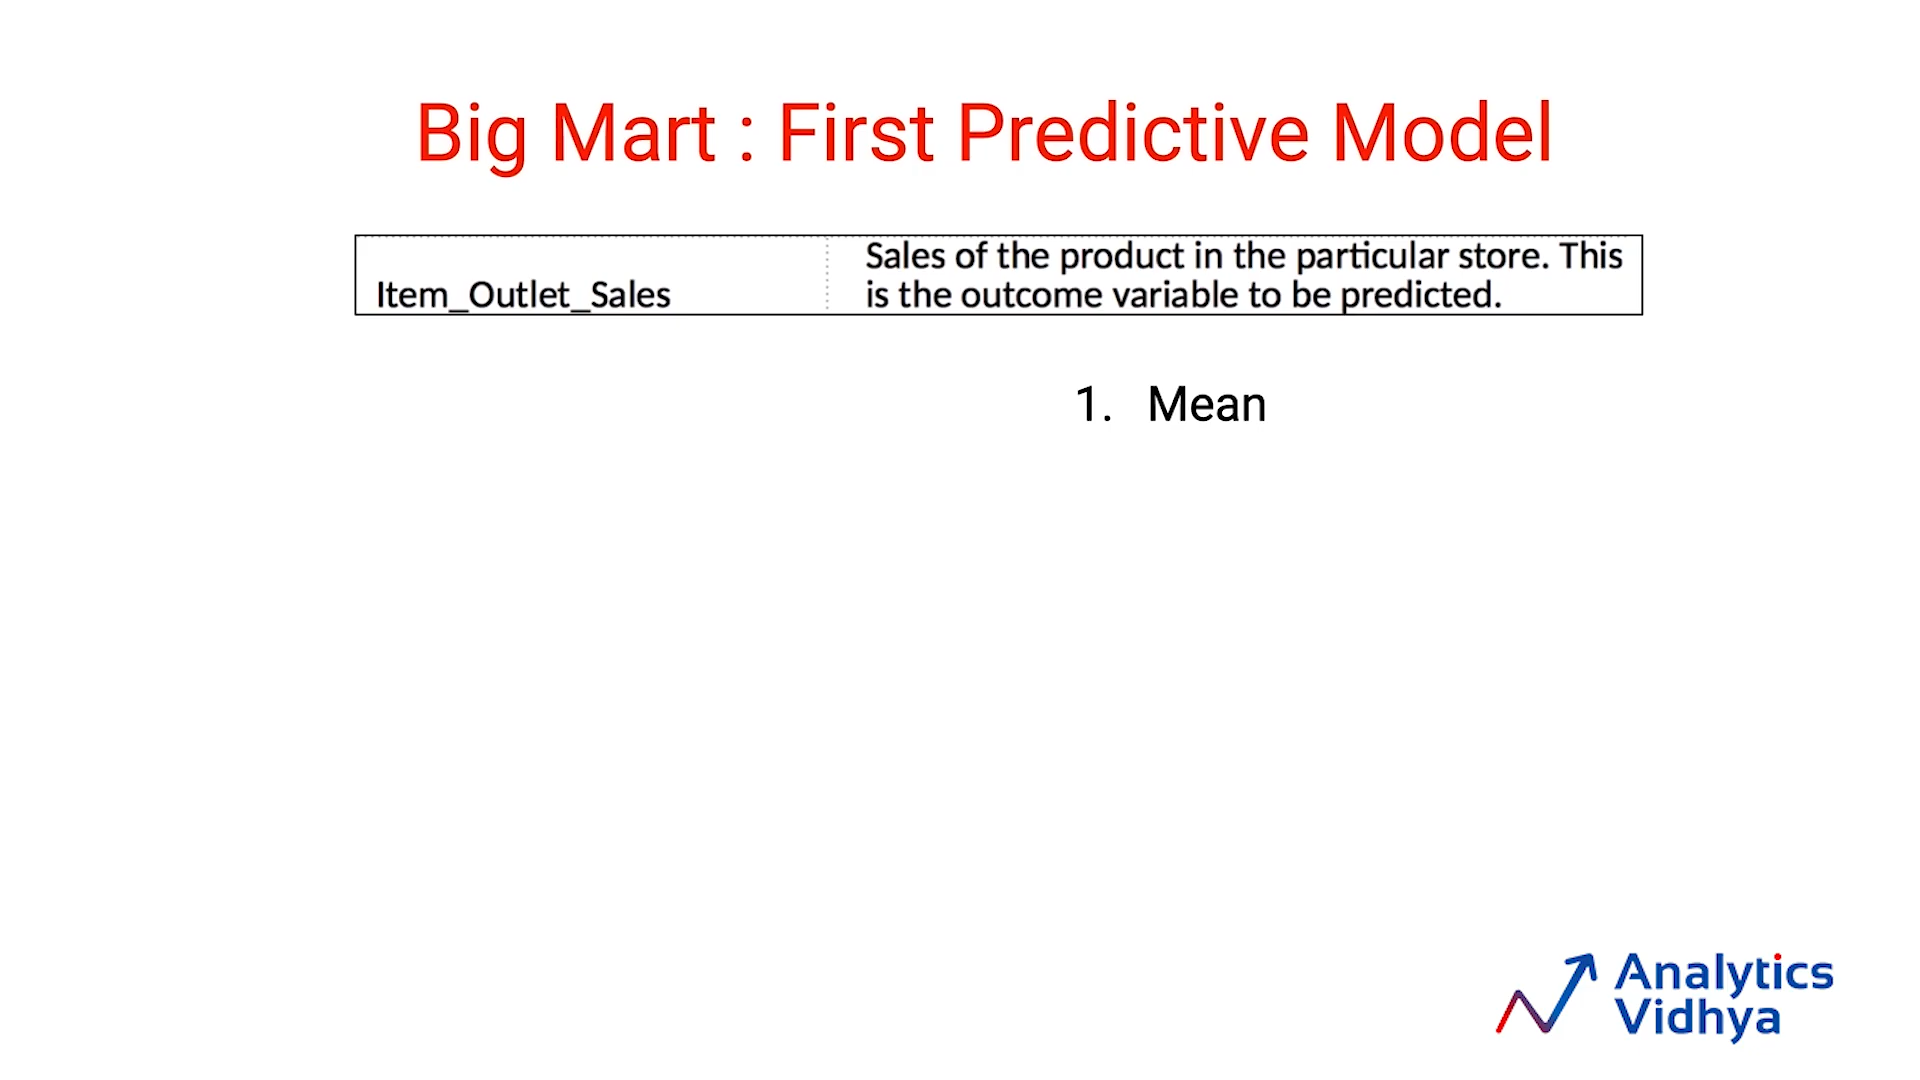 Big Mart : First Predictive Model
Item_Outlet_Sales
Sales of the product in the particular store. This
is the outcome variable to be predicted.
1. Mean
Analytics
Vidhya